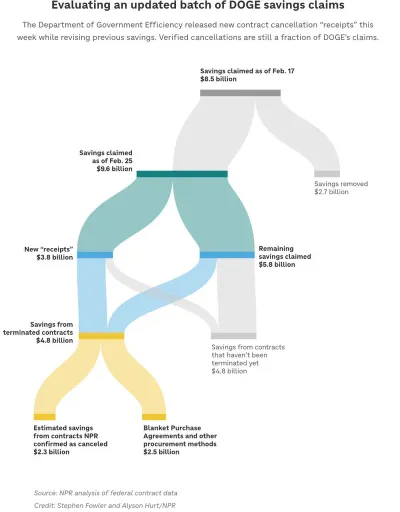 Evaluating an updated batch of DOGE savings claims
The Department of Government Efficiency released new contract cancellation “receipts” this
week while revising previous savings. Verified cancellations are still a fraction of DOGE’s claims.
Savings claimed as of Feb. 17
$8.5 billion
Savings claimed
as of Feb. 25
$9.6 billion
Savings removed
$2.7 billion
New “receipts”
$3.8 billion
Remaining
savings claimed
$5.8 billion
Savings from
terminated contracts
$4.8 billion
Savings from contracts
that haven’t been
terminated yet
$4.8 billion
Estimated savings
from contracts NPR
confirmed as canceled
$2.3 billion
Blanket Purchase
Agreements and other
procurement methods
$2.5 billion
Source: NPR analysis of federal contract data
Credit: Stephen Fowler and Alyson Hurt/NPR